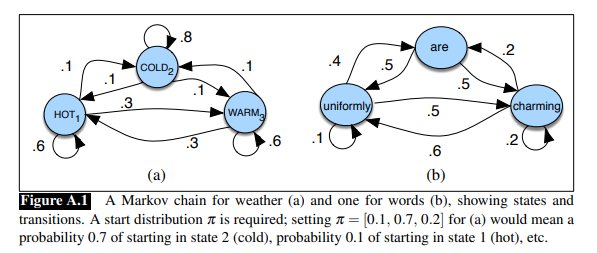 .8
are
.1
COLD2
.1
.4
.2
.1
.5
.1
.5
HOT1
.3
WARM3
uniformly
charming
.5
.6
.3
.6
.1
.6
.2
(a)
(b)
Figure A.1 A Markov chain for weather (a) and one for words (b), showing states and
transitions. A start distribution π is required; setting π = [0.1, 0.7, 0.2] for (a) would mean a
probability 0.7 of starting in state 2 (cold), probability 0.1 of starting in state 1 (hot), etc.